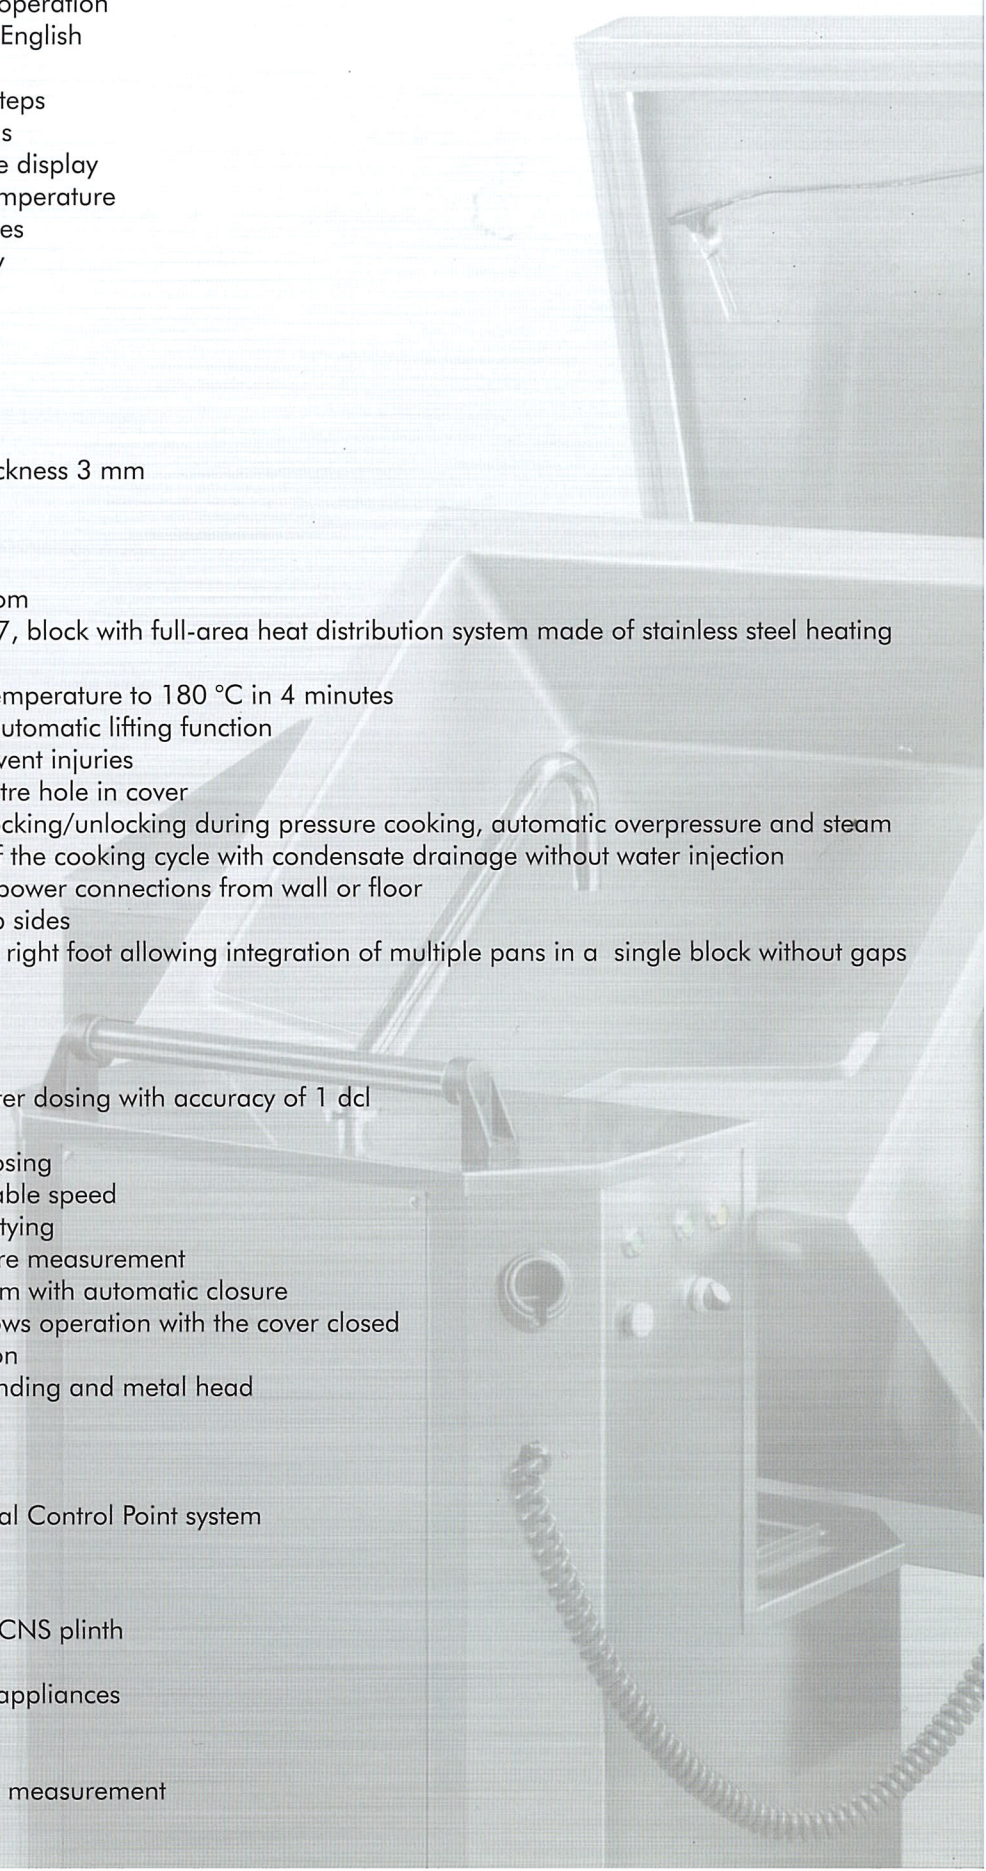 operation
English
teps
s
e display
mperature
es
y
ckness 3 mm
om
7, block with full-area heat distribution system made of stainless steel heating
emperature to 180 °C in 4 minutes
utomatic lifting function
vent injuries
tre hole in cover
cking/unlocking during pressure cooking, automatic overpressure and steam
f the cooking cycle with condensate drainage without water injection
power connections from wall or floor
p sides
right foot allowing integration of multiple pans in a single block without gaps
ter dosing with accuracy of 1 dcl
osing
able speed
tying
re measurement
m with automatic closure
ows operation with the cover closed
on
nding and metal head
al Control Point system
CNS plinth
appliances
measurement